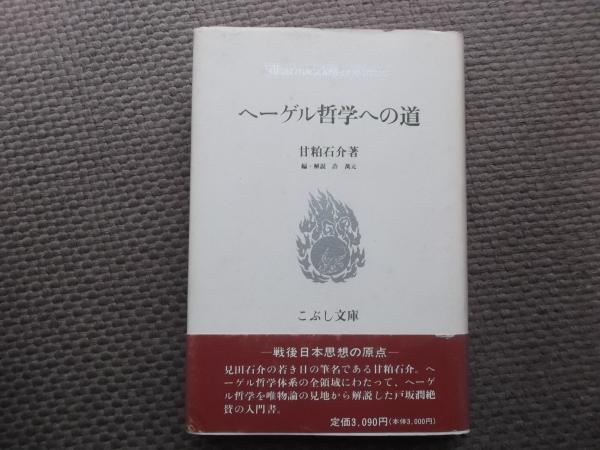 ヘーゲル哲学への道
甘粕石介著
編・解説 許 萬元
こぶし文庫
―戦後日本思想の原点―
見田石介の若き日の筆名である甘粕石介。ヘ
ーゲル哲学体系の全領域にわたって、ヘーゲ
ル哲学を唯物論の見地から解説した戸坂潤絶
賛の入門書。
定価3,090円(本体3,000円)